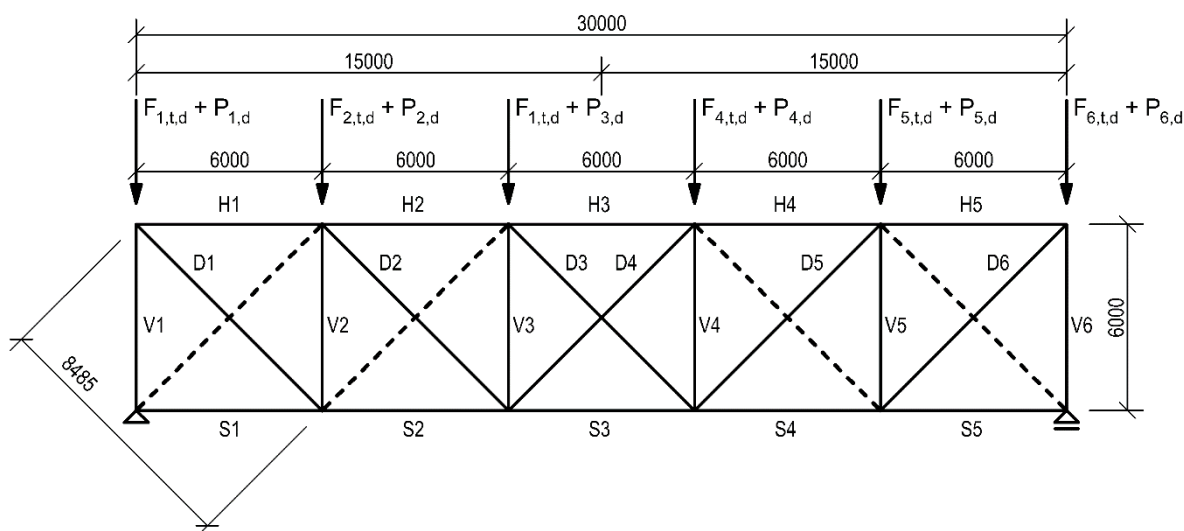 30000
15000 15000
F1,t,d + P1,d F2,t,d + P2,d F1,t,d + P3,d F4,t,d + P4,d F5,t,d + P5,d F6,t,d + P6,d
6000 6000 6000 6000 6000
H1 H2 H3 H4 H5
D1 D2 D3 D4 D5 D6
V1 V2 V3 V4 V5 V6 6000
8485
S1 S2 S3 S4 S5